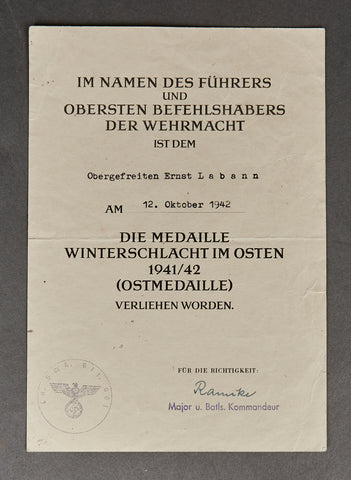 IM NAMEN DES FÜHRERS
UND
OBERSTEN BEFEHLSHABERS
DER WEHRMACHT
IST DEM
Obergefreiten Ernst L a b a n n
AM 12. Oktober 1942
DIE MEDAILLE
WINTERSCHLACHT IM OSTEN
1941/42
(OSTMEDAILLE)
VERLIEHEN WORDEN.
FÜR DIE RICHTIGKEIT:
Major u. Batls. Kommandeur